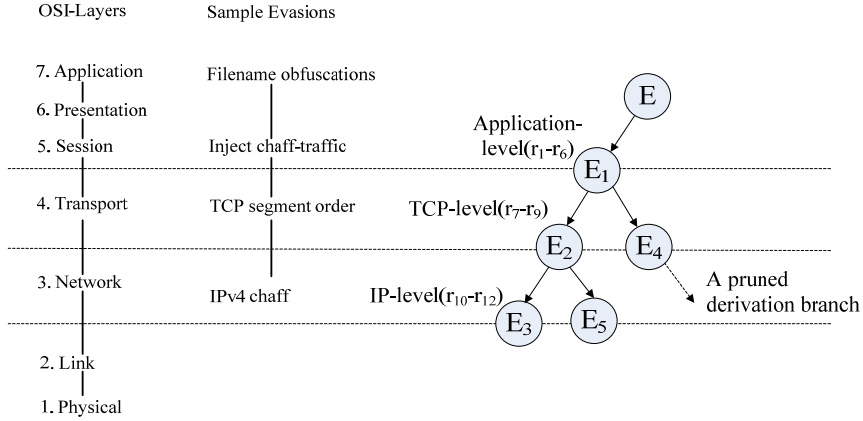 OSI-Layers
Sample Evasions
7. Application
6. Presentation
5. Session
4. Transport
3. Network
2. Link
1. Physical
Filename obfuscations
Inject chaff-traffic
TCP segment order
IPv4 chaff
E
Application-
level(r₁-r₆)
E₁
TCP-level(r₇-r₉)
E₂
E₄
IP-level(r₁₀-r₁₂)
E₃
E₅
A pruned
derivation branch